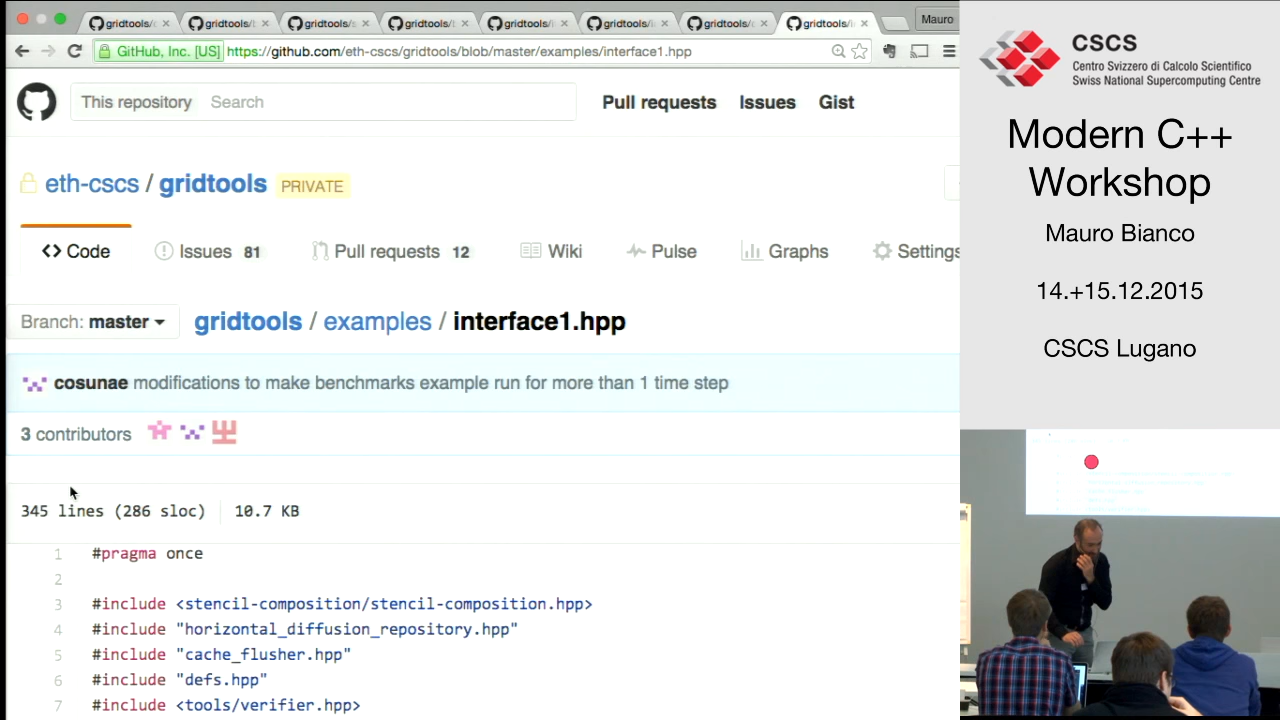 gridtools/
gridtools/
gridtools/
gridtools/
gridtools/
gridtools/
gridtools/
gridtools/
Mauro
GitHub, Inc. [US] https://github.com/eth-cscs/gridtools/blob/master/examples/interface1.hpp
This repository Search
Pull requests Issues Gist
eth-cscs / gridtools PRIVATE
<> Code Issues 81 Pull requests 12 Wiki Pulse Graphs Settings
Branch: master gridtools / examples / interface1.hpp
cosunae modifications to make benchmarks example run for more than 1 time step
3 contributors
345 lines (286 sloc) 10.7 KB
1 #pragma once
2
3 #include <stencil-composition/stencil-composition.hpp>
4 #include "horizontal_diffusion_repository.hpp"
5 #include "cache_flusher.hpp"
6 #include "defs.hpp"
7 #include <tools/verifier.hpp>
CSCS
Centro Svizzero di Calcolo Scientifico
Swiss National Supercomputing Centre
Modern C++
Workshop
Mauro Bianco
14.+15.12.2015
CSCS Lugano